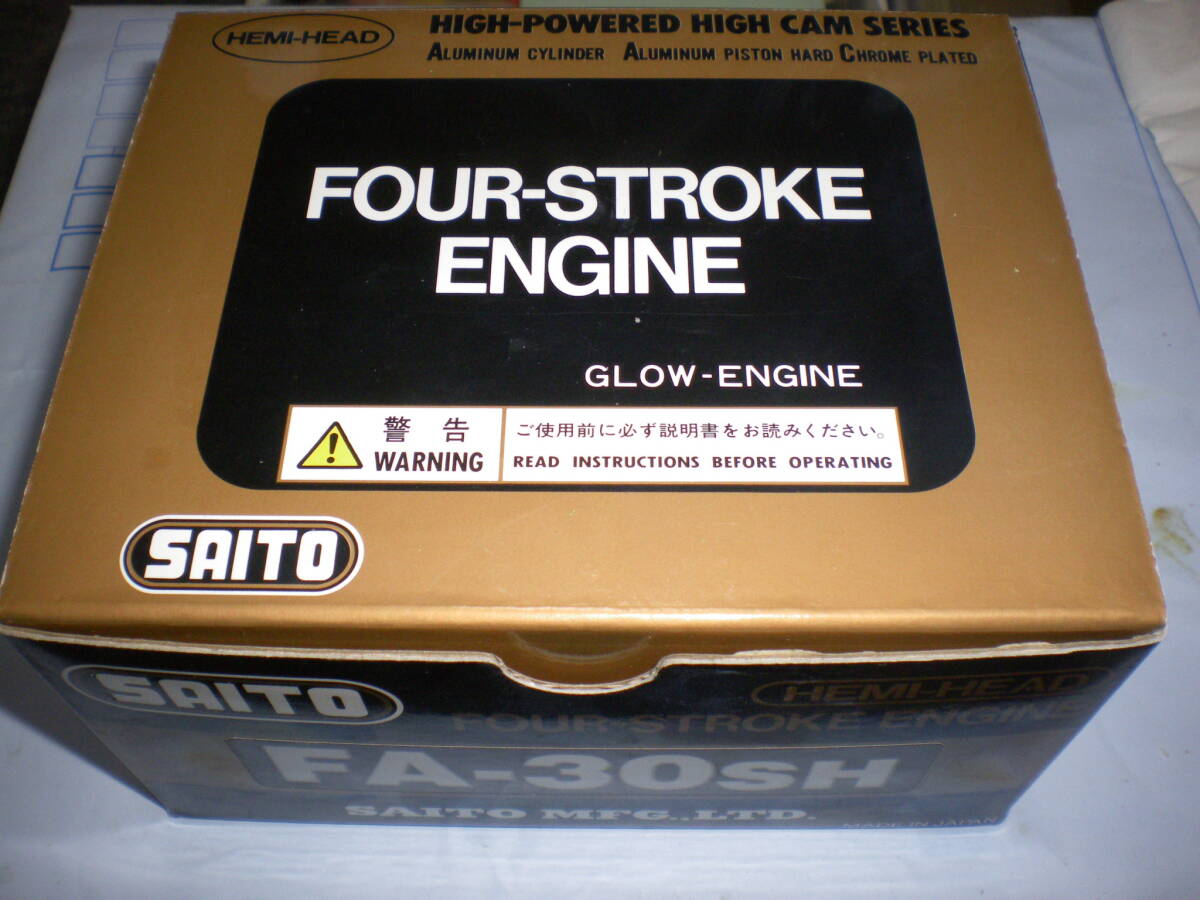 HEMI-HEAD
HIGH-POWERED HIGH CAM SERIES
ALUMINUM CYLINDER ALUMINUM PISTON HARD CHROME PLATED
FOUR-STROKE
ENGINE
GLOW-ENGINE
警告
WARNING
ご使用前に必ず説明書をお読みください。
READ INSTRUCTIONS BEFORE OPERATING
SAITO
SAITO
HEMI-HEAD
FOUR-STROKE ENGINE
FA-30SH
SAITO MFG.,LTD.
MADE IN JAPAN